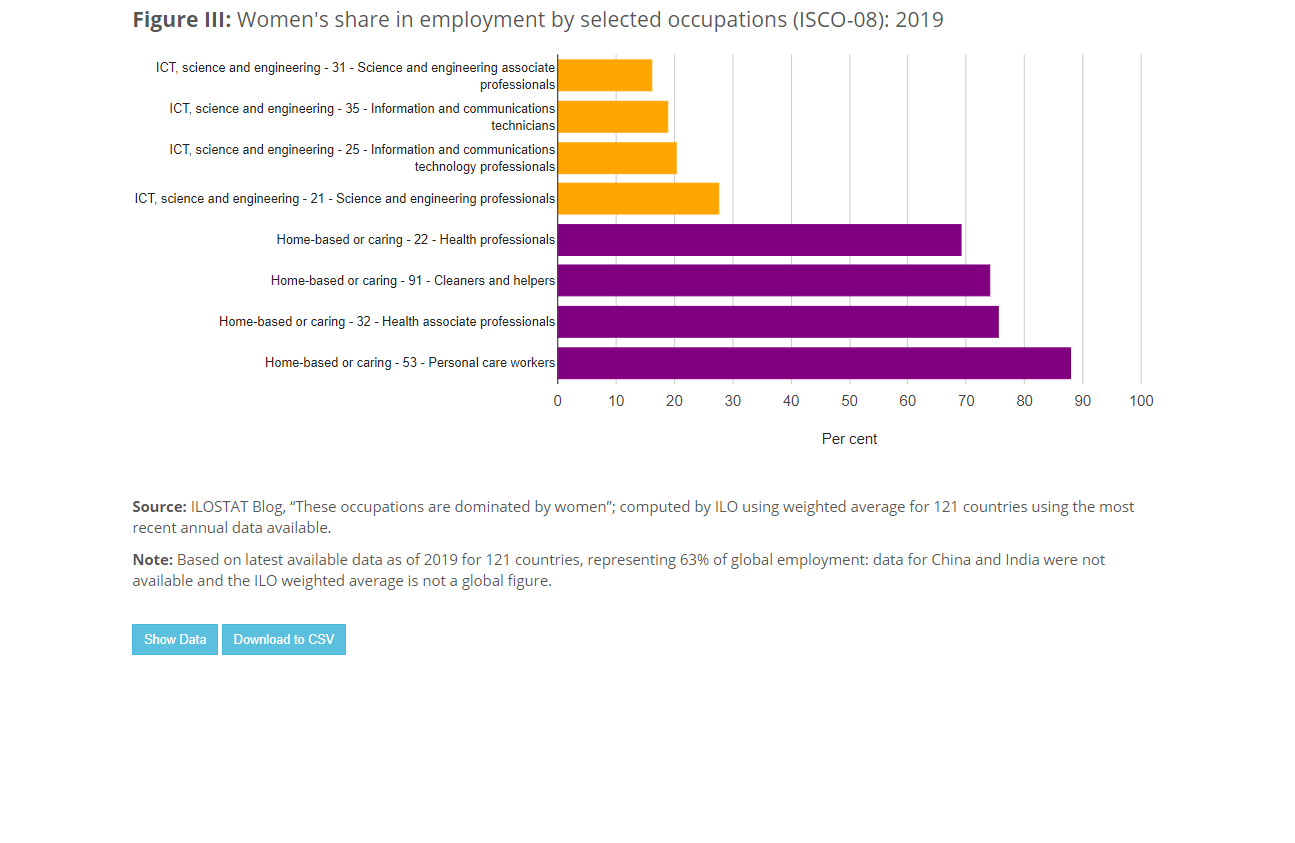 Figure III: Women's share in employment by selected occupations (ISCO-08): 2019
ICT, science and engineering - 31 - Science and engineering associate
professionals
ICT, science and engineering - 35 - Information and communications
technicians
ICT, science and engineering - 25 - Information and communications
technology professionals
ICT, science and engineering - 21 - Science and engineering professionals
Home-based or caring - 22 - Health professionals
Home-based or caring - 91 - Cleaners and helpers
Home-based or caring - 32 - Health associate professionals
Home-based or caring - 53 - Personal care workers
0 10 20 30 40 50 60 70 80 90 100
Per cent
Source: ILOSTAT Blog, “These occupations are dominated by women”; computed by ILO using weighted average for 121 countries using the most
recent annual data available.
Note: Based on latest available data as of 2019 for 121 countries, representing 63% of global employment: data for China and India were not
available and the ILO weighted average is not a global figure.
Show Data Download to CSV